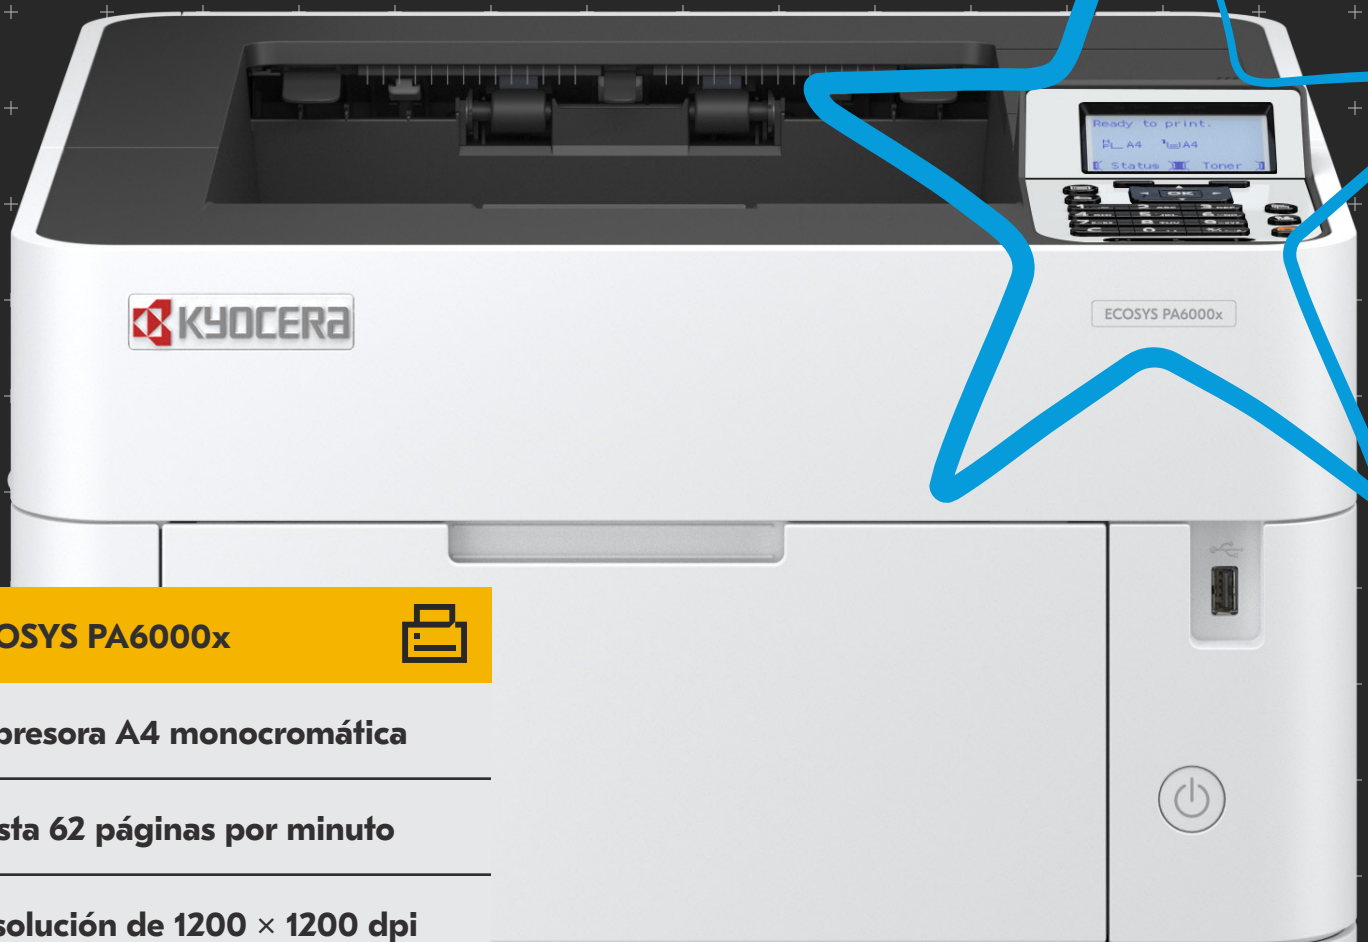 Ready to print.
A4 A4
Status Toner
OK
KYOCERA
ECOSYS PA6000x
OSYS PA6000x
presora A4 monocromática
sta 62 páginas por minuto
solución de 1200 × 1200 dpi